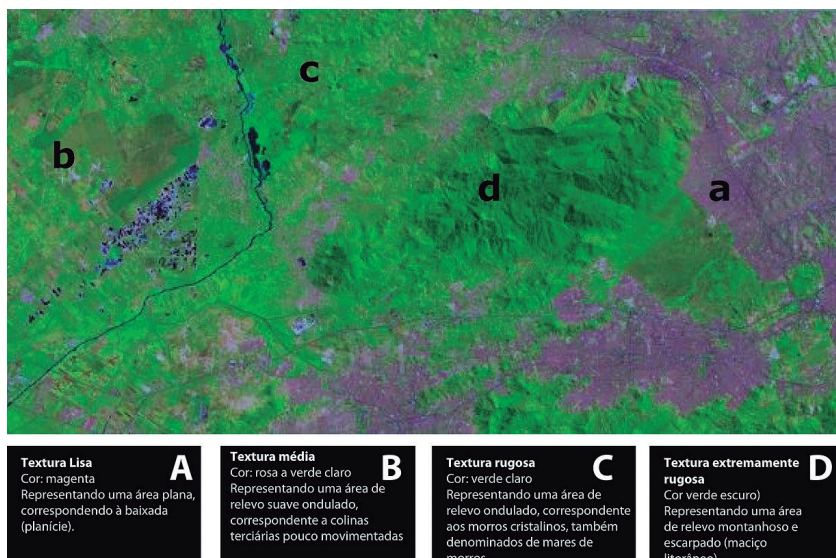 c
b
d
a
Textura Lisa
A
Cor: magenta
Representando uma área plana,
correspondendo à baixada
(planície).
Textura média
B
Cor: rosa a verde claro
Representando uma área de
relevo suave ondulado,
correspondente a colinas
terciárias pouco movimentadas
Textura rugosa
C
Cor: verde claro
Representando uma área de
relevo ondulado, correspondente
aos morros cristalinos, também
denominados de mares de
morros
Textura extremamente
D
rugosa
Cor verde escuro)
Representando uma área
de relevo montanhoso e
escarpado (maciço
litorâneo)